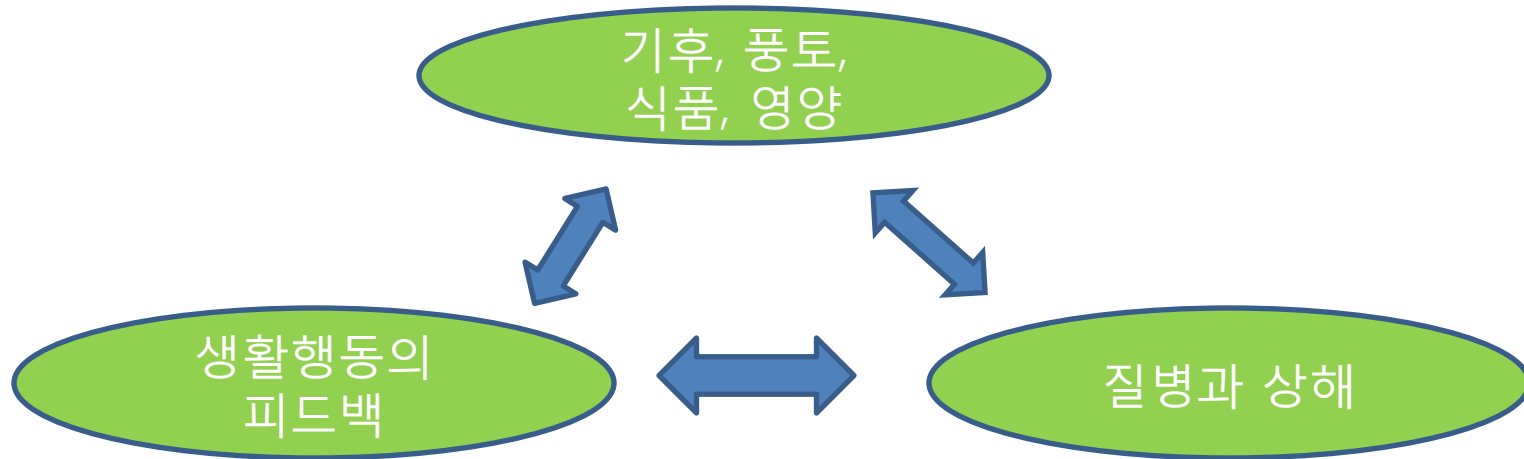 기후, 풍토,
식품, 영양
생활행동의
피드백
질병과 상해